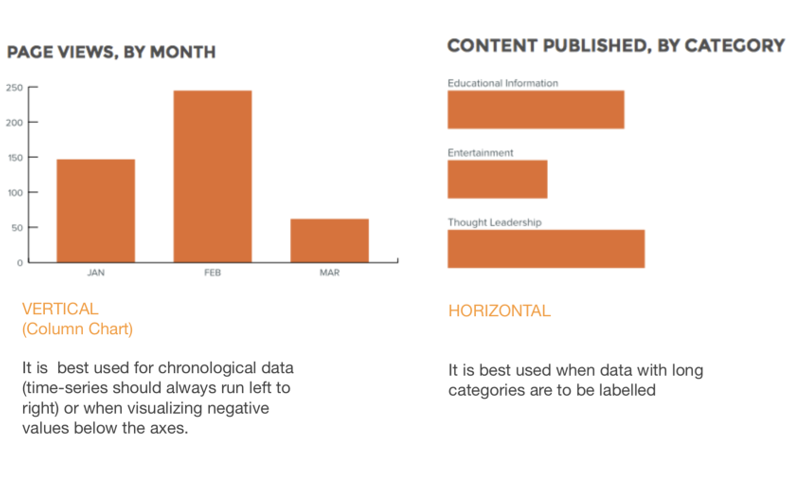 PAGE VIEWS, BY MONTH
250
200
150
100
50
0
JAN
FEB
MAR
VERTICAL
(Column Chart)
It is  best used for chronological data
(time-series should always run left to
right) or when visualizing negative
values below the axes.
CONTENT PUBLISHED, BY CATEGORY
Educational Information
Entertainment
Thought Leadership
HORIZONTAL
It is best used when data with long
categories are to be labelled